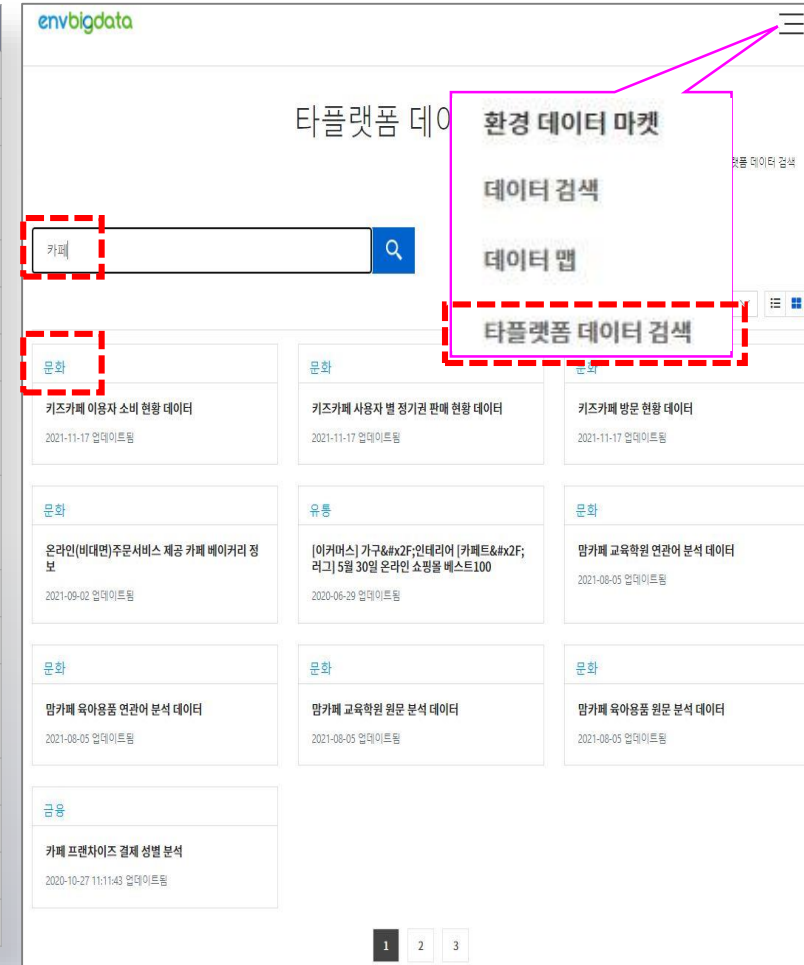 envbigdata
타플랫폼 데이
환경 데이터 마켓
데이터 검색
데이터 맵
타플랫폼 데이터 검색
데이터 검색
카페
문화
키즈카페 이용자 소비 현황 데이터
2021-11-17 업데이트됨
문화
키즈카페 사용자 별 정기권 판매 현황 데이터
2021-11-17 업데이트됨
문화
키즈카페 방문 현황 데이터
2021-11-17 업데이트됨
문화
온라인(비대면)주문서비스 제공 카페 베이커리 정
보
2021-09-02 업데이트됨
유통
[이커머스] 가구&#x2F;인테리어 [카페트&#x2F;
러그] 5월 30일 온라인 쇼핑몰 베스트100
2020-06-29 업데이트됨
문화
맘카페 교육학원 연관어 분석 데이터
2021-08-05 업데이트됨
문화
맘카페 육아용품 연관어 분석 데이터
2021-08-05 업데이트됨
문화
맘카페 교육학원 원문 분석 데이터
2021-08-05 업데이트됨
문화
맘카페 육아용품 원문 분석 데이터
2021-08-05 업데이트됨
금융
카페 프랜차이즈 결제 성별 분석
2020-10-27 11:11:43 업데이트됨
1 2 3